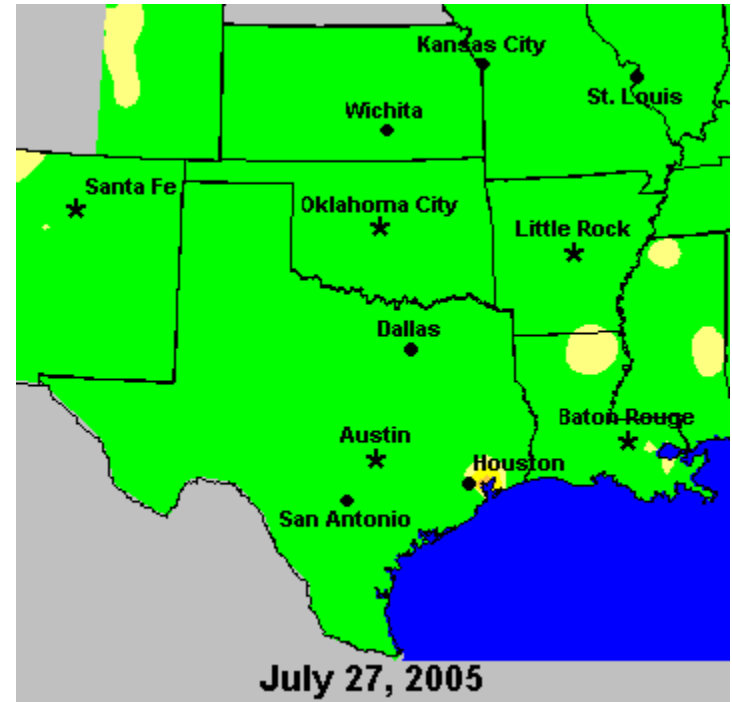 Kansas City
St. Louis
Wichita
Santa Fe
Oklahoma City
Little Rock
Dallas
Baton Rouge
Austin
Houston
San Antonio
July 27, 2005